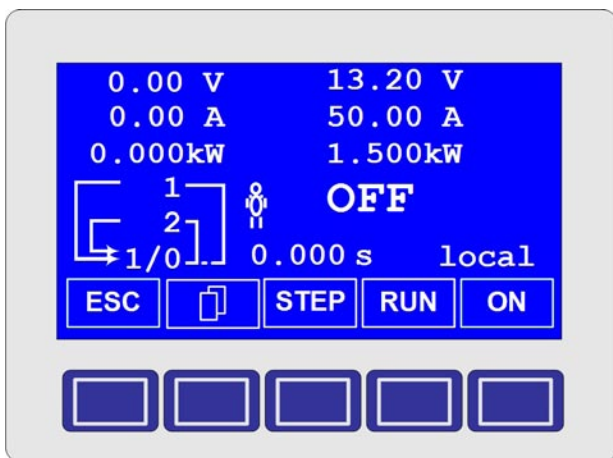 0.00 V 13.20 V
0.00 A 50.00 A
0.000kW 1.500kW
1 OFF
2
1/0 0.000 s local
ESC STEP RUN ON